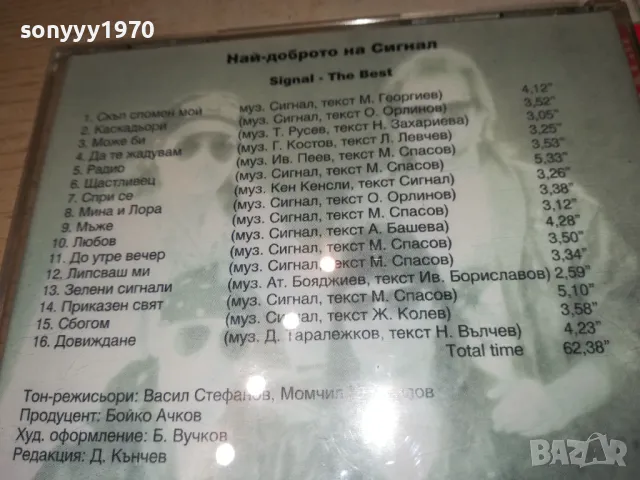 sonyyy1970
Най-доброто на Сигнал
Signal - The Best
1. Скъп спомен мой (муз. Сигнал, текст М. Георгиев) 4,12"
2. Каскадьори (муз. Сигнал, текст О. Орлинов) 3,52"
3. Може би (муз. Т. Русев, текст Н. Захариева) 3,05"
4. Да те жадувам (муз. Г. Костов, текст Л. Левчев) 3,25"
5. Радио (муз. Ив. Пеев, текст М. Спасов) 3,53"
6. Щастливец (муз. Сигнал, текст М. Спасов) 5,33"
7. Спри се (муз. Кен Кенсли, текст Сигнал) 3,26"
8. Мина и Лора (муз. Сигнал, текст О. Орлинов) 3,38"
9. Мъже (муз. Сигнал, текст М. Спасов) 3,12"
10. Любов (муз. Сигнал, текст А. Башева) 4,28"
11. До утре вечер (муз. Сигнал, текст М. Спасов) 3,50"
12. Липсваш ми (муз. Сигнал, текст М. Спасов) 3,34"
13. Зелени сигнали (муз. Ат. Бояджиев, текст Ив. Бориславов) 2,59"
14. Приказен свят (муз. Сигнал, текст М. Спасов) 5,10"
15. Сбогом (муз. Сигнал, текст Ж. Колев) 3,58"
16. Довиждане (муз. Д. Таралежков, текст Н. Вълчев) 4,23"
Total time 62,38"
Тон-режисьори: Васил Стефанов, Момчил
Продуцент: Бойко Ачков
Худ. оформление: Б. Вучков
Редакция: Д. Кънчев
BAZAR